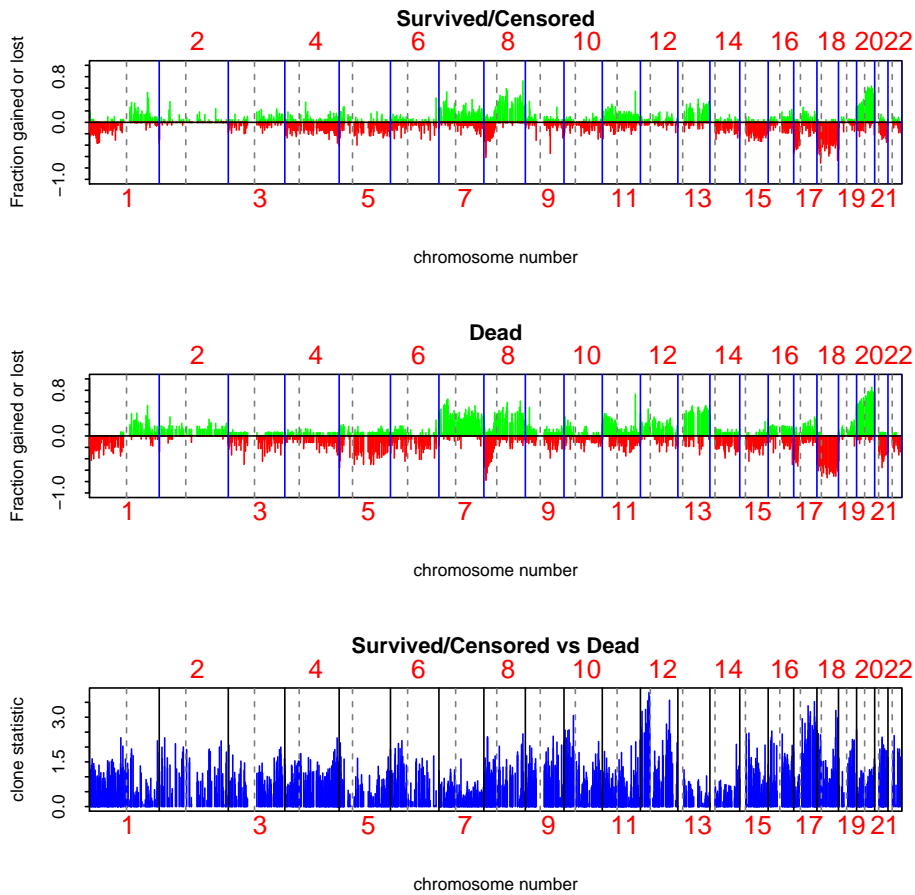 Survived/Censored
2 4 6 8 10 12 14 16 18 20 22
Fraction gained or lost
0.8
0.0
−1.0
1 3 5 7 9 11 13 15 17 19 21
chromosome number
Dead
2 4 6 8 10 12 14 16 18 20 22
Fraction gained or lost
0.8
0.0
−1.0
1 3 5 7 9 11 13 15 17 19 21
chromosome number
Survived/Censored vs Dead
2 4 6 8 10 12 14 16 18 20 22
clone statistic
3.0
1.5
0.0
1 3 5 7 9 11 13 15 17 19 21
chromosome number